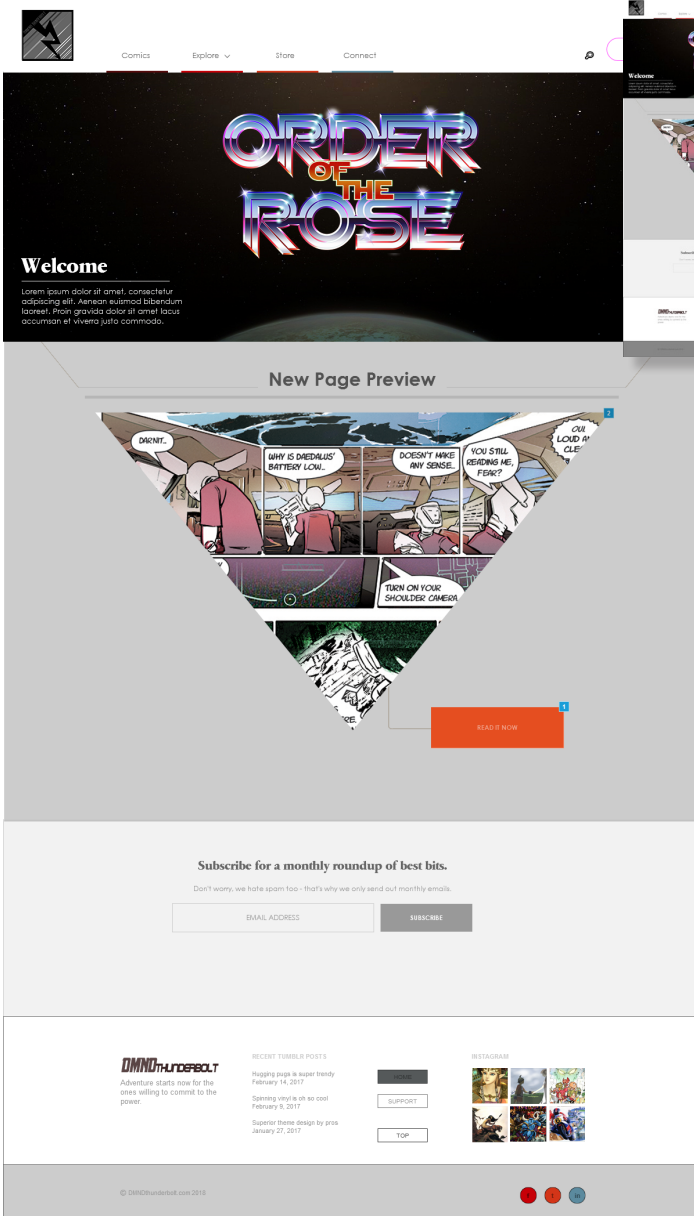 Comics
Explore
Store
Connect
ORDER
OF
THE
ROSE
Welcome
Lorem ipsum dolor sit amet, consectetur
adipiscing elit. Aenean euismod bibendum
laoreet. Proin gravida dolor sit amet lacus
accumsan et viverra justo commodo.
Welcome
New Page Preview
2
DARNIT..
WHY IS DAEDALUS'
BATTERY LOW..
DOESN'T MAKE
ANY SENSE..
YOU STILL
READING ME,
FEAR?
LOUD
TURN ON YOUR
SHOULDER CAMERA
1
READ IT NOW
Subscribe for a monthly roundup of best bits.
Don't wory, we hate spam too - that's why we only send out monthly emails.
EMAIL ADDRESS
SUBSCRIBE
DMNDTHUNDERBOLT
Adventure starts now for the
ones willing to commit to the
power.
RECENT TUMBLR POSTS
Hugging pugs is super trendy
February 14, 2017
Spinning vinyl is oh so cool
February 9, 2017
Superior theme design by pros
January 27, 2017
HOME
SUPPORT
TOP
INSTAGRAM
© DMNDthunderbolt.com 2016
t
in